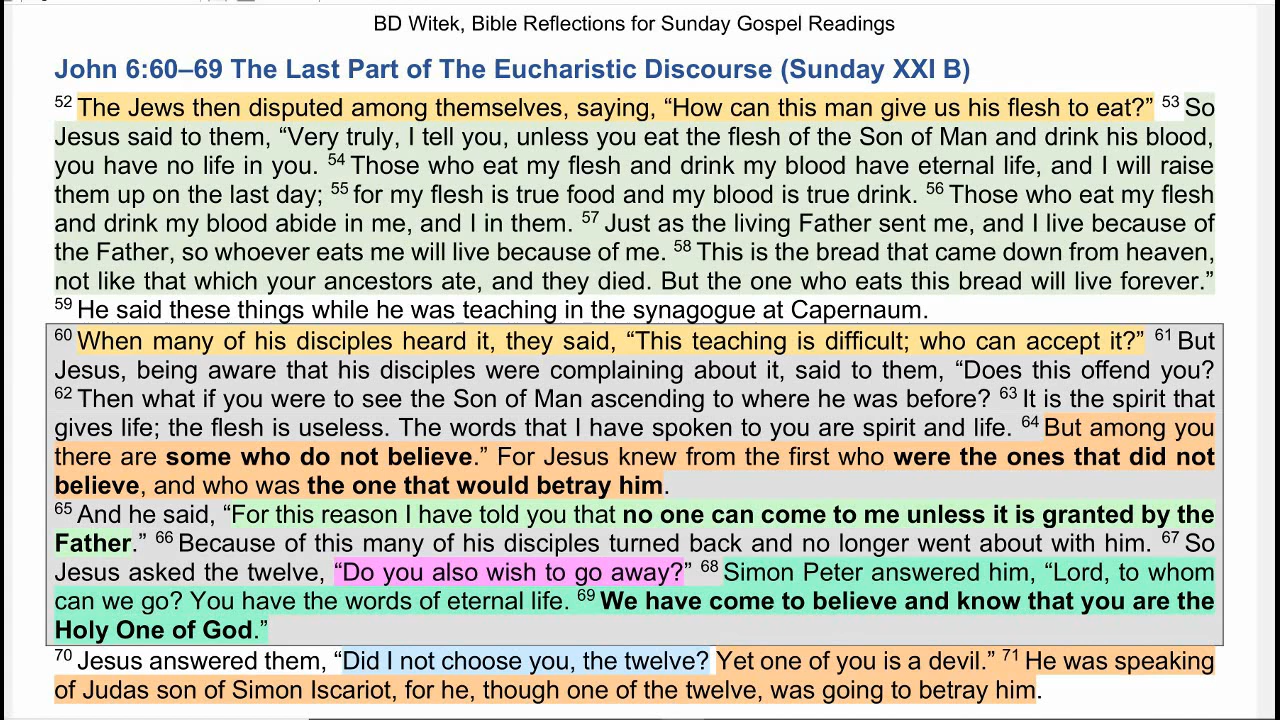 BD Witek, Bible Reflections for Sunday Gospel Readings
John 6:60–69 The Last Part of The Eucharistic Discourse (Sunday XXI B)
52 The Jews then disputed among themselves, saying, “How can this man give us his flesh to eat?” 53 So
Jesus said to them, “Very truly, I tell you, unless you eat the flesh of the Son of Man and drink his blood,
you have no life in you. 54 Those who eat my flesh and drink my blood have eternal life, and I will raise
them up on the last day; 55 for my flesh is true food and my blood is true drink. 56 Those who eat my flesh
and drink my blood abide in me, and I in them. 57 Just as the living Father sent me, and I live because of
the Father, so whoever eats me will live because of me. 58 This is the bread that came down from heaven,
not like that which your ancestors ate, and they died. But the one who eats this bread will live forever.”
59 He said these things while he was teaching in the synagogue at Capernaum.
60 When many of his disciples heard it, they said, “This teaching is difficult; who can accept it?” 61 But
Jesus, being aware that his disciples were complaining about it, said to them, “Does this offend you?
62 Then what if you were to see the Son of Man ascending to where he was before? 63 It is the spirit that
gives life; the flesh is useless. The words that I have spoken to you are spirit and life. 64 But among you
there are some who do not believe.” For Jesus knew from the first who were the ones that did not
believe, and who was the one that would betray him.
65 And he said, “For this reason I have told you that no one can come to me unless it is granted by the
Father.” 66 Because of this many of his disciples turned back and no longer went about with him. 67 So
Jesus asked the twelve, “Do you also wish to go away?” 68 Simon Peter answered him, “Lord, to whom
can we go? You have the words of eternal life. 69 We have come to believe and know that you are the
Holy One of God.”
70 Jesus answered them, “Did I not choose you, the twelve? Yet one of you is a devil.” 71 He was speaking
of Judas son of Simon Iscariot, for he, though one of the twelve, was going to betray him.